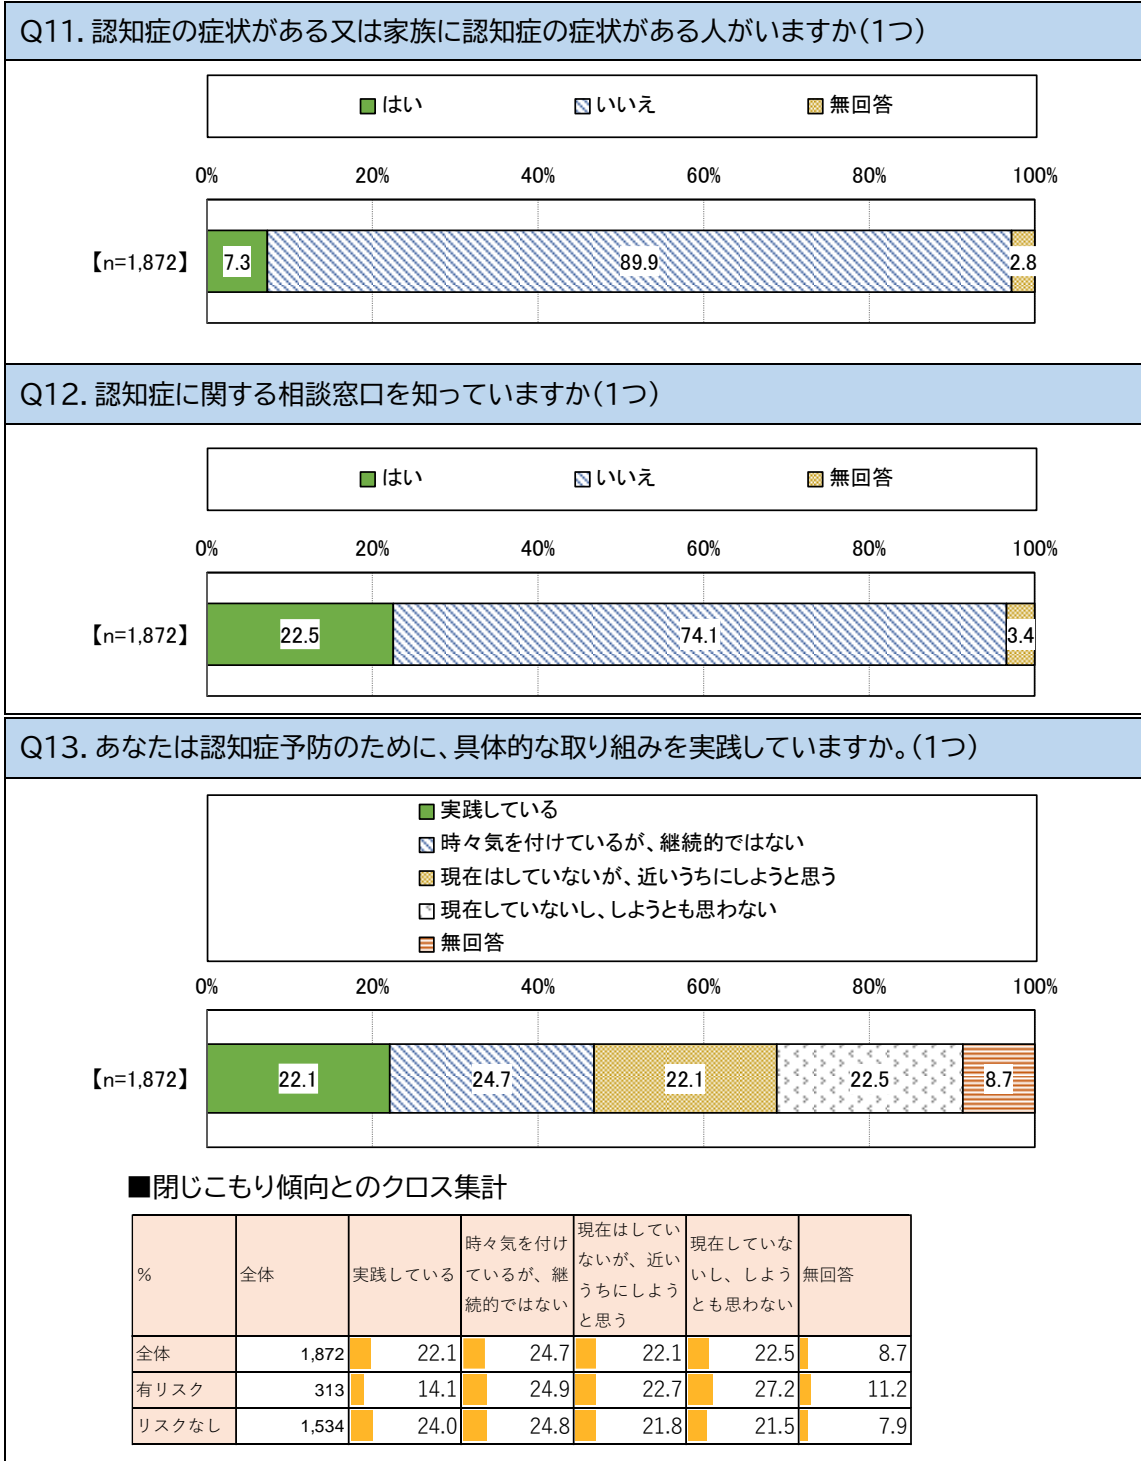 Q11. 認知症の症状がある又は家族に認知症の症状がある人がいますか(1つ)
はい いいえ 無回答
0% 20% 40% 60% 80% 100%
【n=1,872】 7.3 89.9 2.8
Q12. 認知症に関する相談窓口を知っていますか(1つ)
はい いいえ 無回答
0% 20% 40% 60% 80% 100%
【n=1,872】 22.5 74.1 3.4
Q13. あなたは認知症予防のために、具体的な取り組みを実践していますか。(1つ)
実践している
時々気を付けているが、継続的ではない
現在はしていないが、近いうちにしようと思う
現在していないし、しようとも思わない
無回答
0% 20% 40% 60% 80% 100%
【n=1,872】 22.1 24.7 22.1 22.5 8.7
■閉じこもり傾向とのクロス集計
% 全体 実践している 時々気を付けているが、継続的ではない 現在はしていないが、近いうちにしようと思う 現在していないし、しようとも思わない 無回答
全体 1,872 22.1 24.7 22.1 22.5 8.7
有リスク 313 14.1 24.9 22.7 27.2 11.2
リスクなし 1,534 24.0 24.8 21.8 21.5 7.9